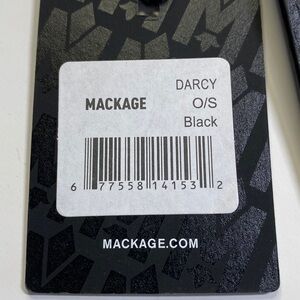 DARCY
MACKAGE O/S
Black
6 77558 14153 2
MACKAGE.COM